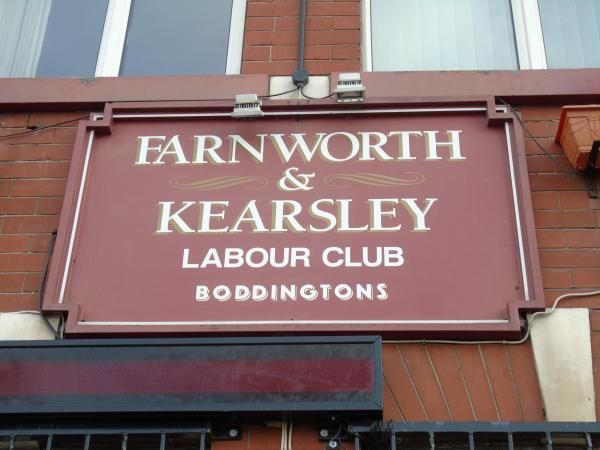 FARNWORTH
&
KEARSLEY
LABOUR CLUB
BODDINGTONS